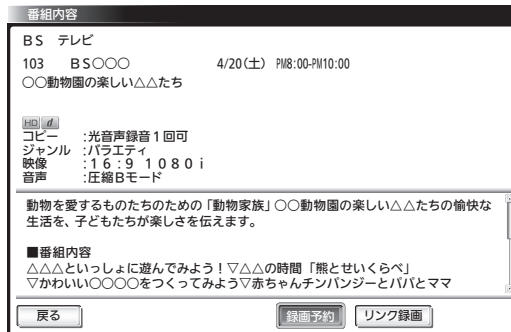 番組内容
BS テレビ
103 BS○○○ 4/20(土) PM8:00-PM10:00
○○動物園の楽しい△△たち
HD d
コピー :光音声録音1回可
ジャンル :バラエティ
映像 :16:9 1080i
音声 :圧縮Bモード
動物を愛するものたちのための「動物家族」○○動物園の楽しい△△たちの愉快な
生活を、子どもたちが楽しさを伝えます。
■番組内容
△△△といっしょに遊んでみよう!▽△△の時間「熊とせいくらべ」
▽かわいい○○○○をつくってみよう▽赤ちゃんチンパンジーとパパとママ
戻る 録画予約 リンク録画